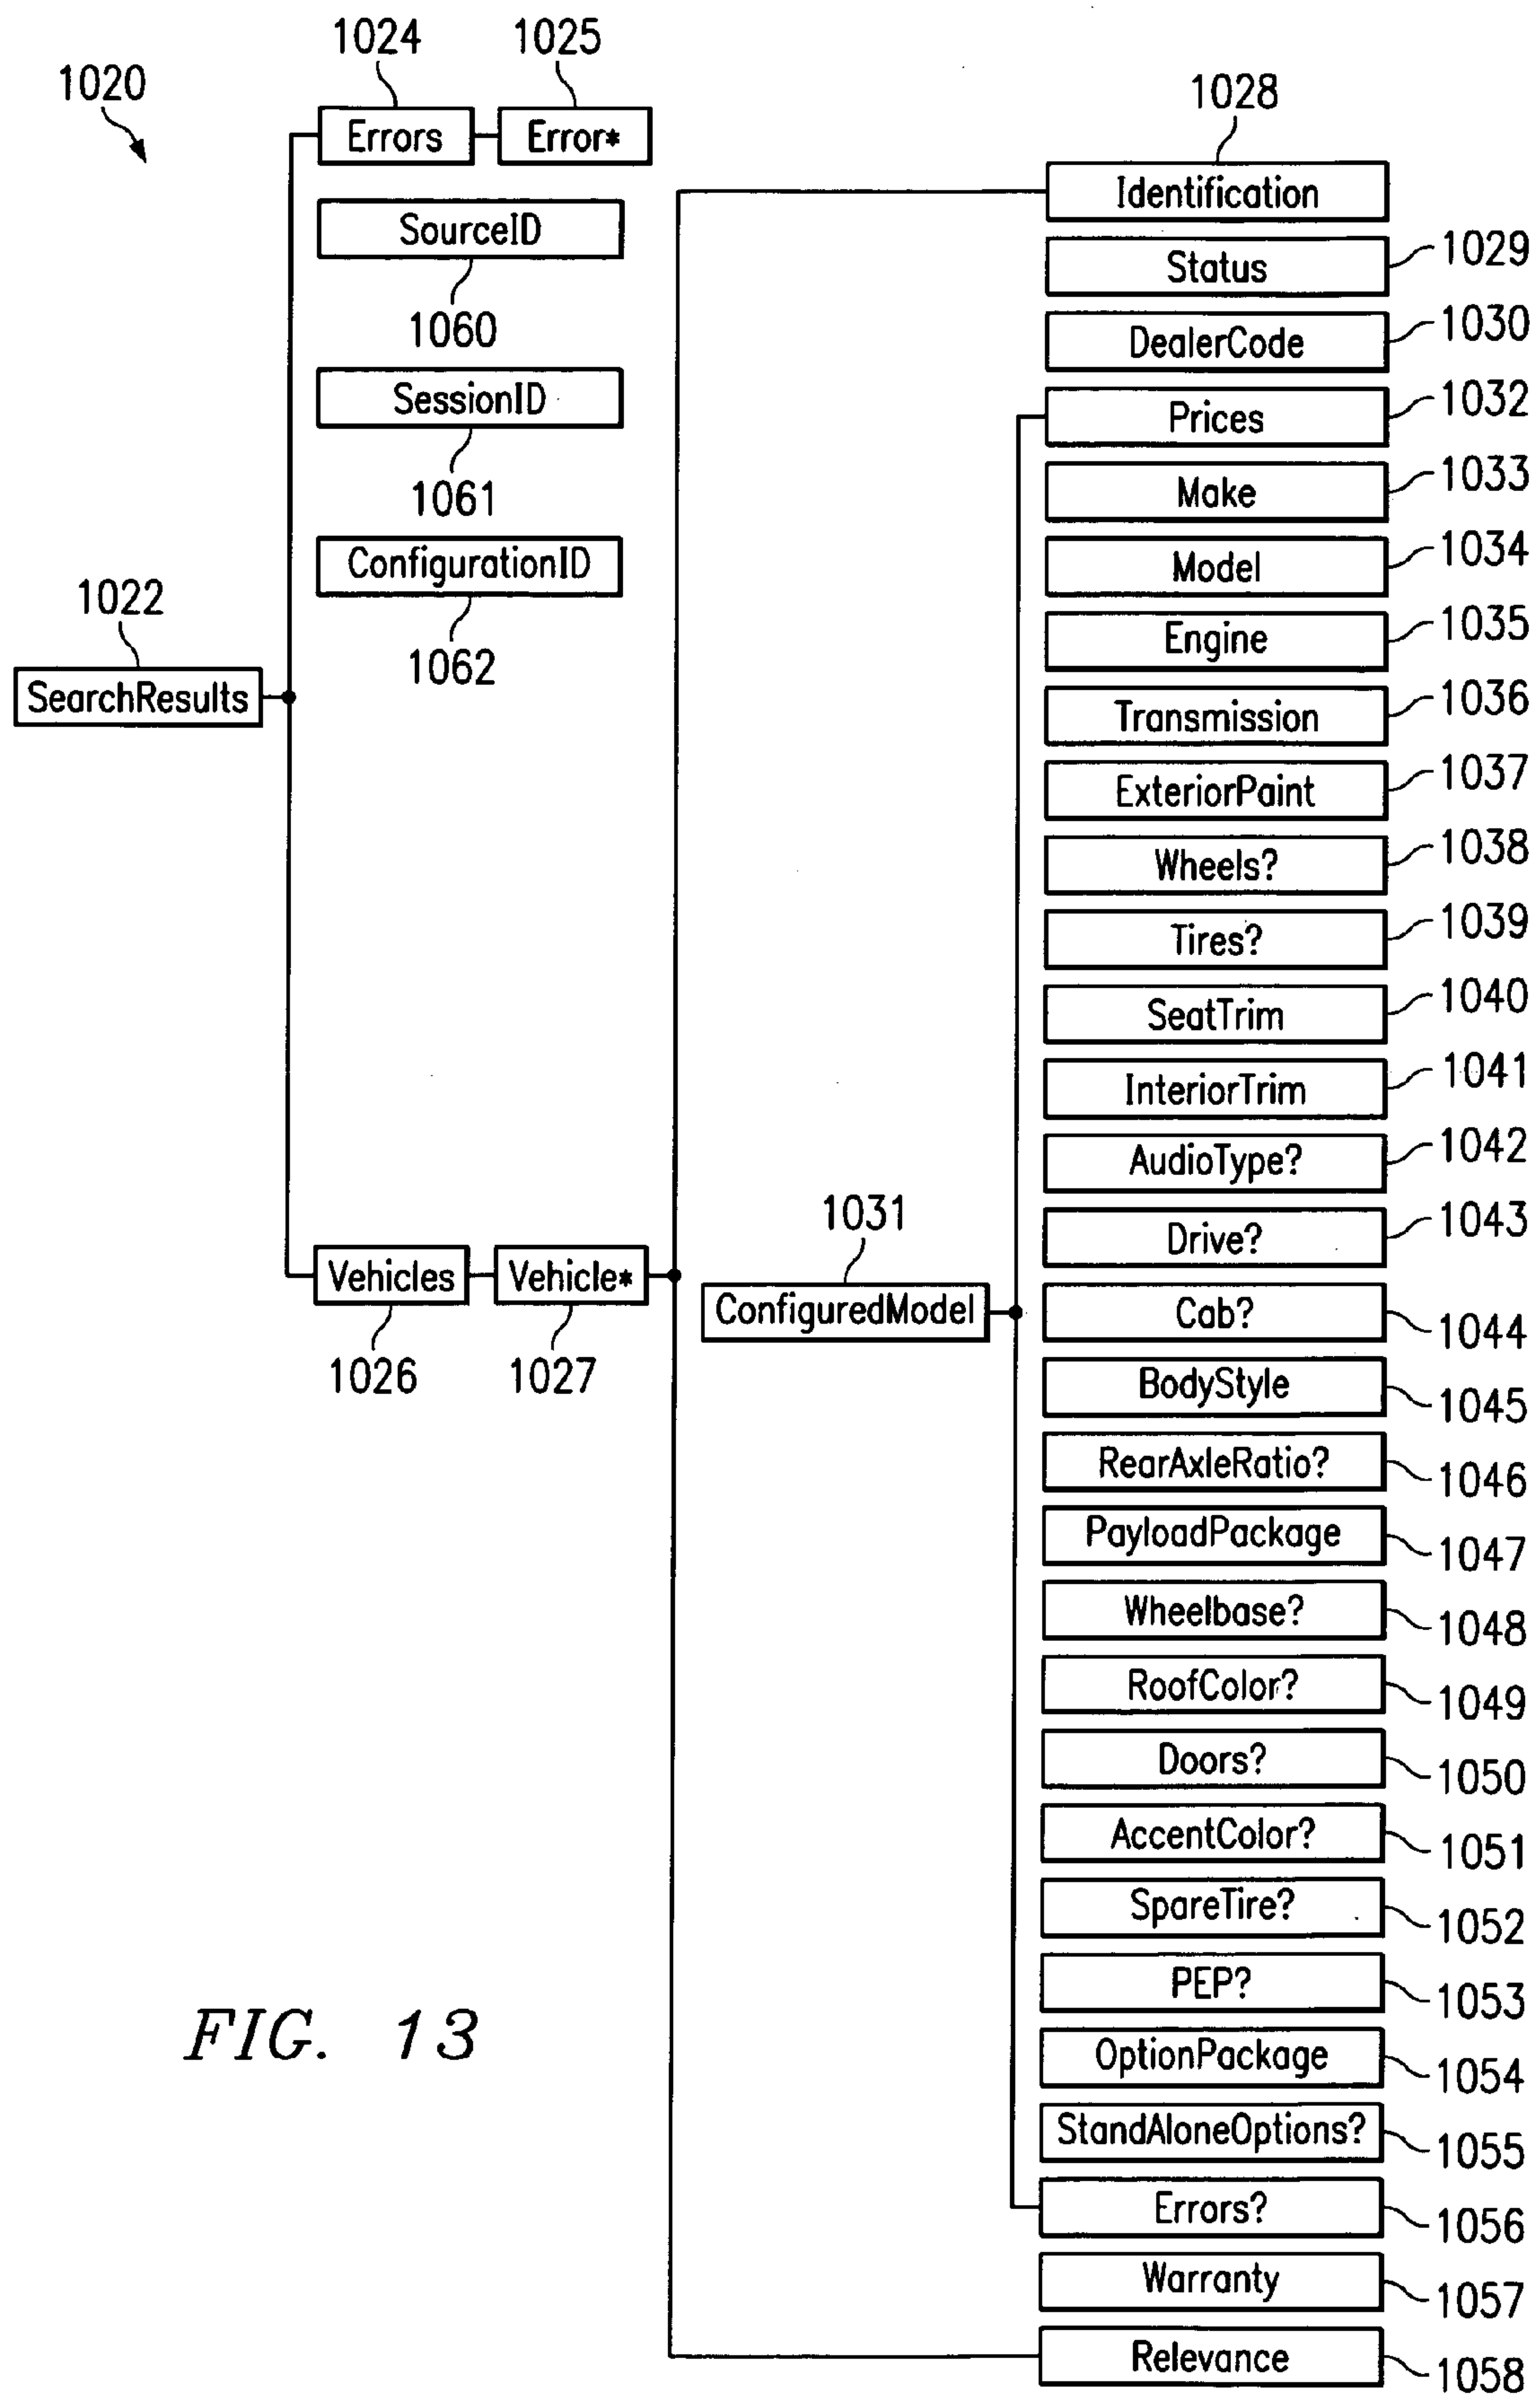 1020
1024
1025
Errors
Error*
SourceID
1060
SessionID
1061
ConfigurationID
1062
1022
SearchResults
Vehicles
Vehicle*
1026
1027
1031
ConfiguredModel
1028
Identification
Status 1029
DealerCode 1030
Prices 1032
Make 1033
Model 1034
Engine 1035
Transmission 1036
ExteriorPaint 1037
Wheels? 1038
Tires? 1039
SeatTrim 1040
InteriorTrim 1041
AudioType? 1042
Drive? 1043
Cab? 1044
BodyStyle 1045
RearAxleRatio? 1046
PayloadPackage 1047
Wheelbase? 1048
RoofColor? 1049
Doors? 1050
AccentColor? 1051
SpareTire? 1052
PEP? 1053
OptionPackage 1054
StandAloneOptions? 1055
Errors? 1056
Warranty 1057
Relevance 1058
FIG. 13